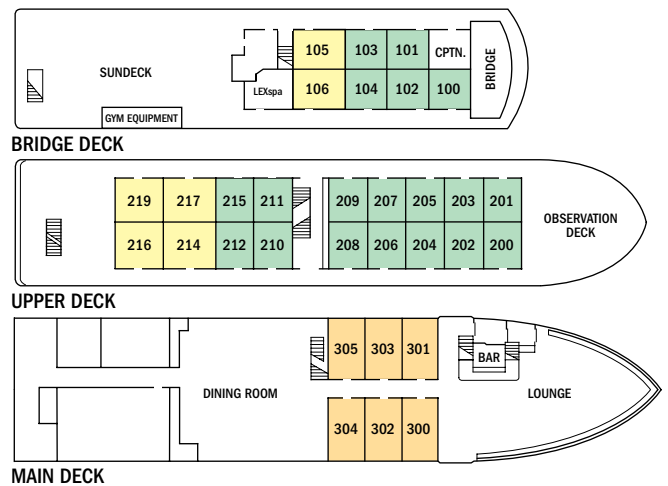 105 103 101 CPTN.
SUNDECK
BRIDGE
LEXspa 106 104 102 100
GYM EQUIPMENT
BRIDGE DECK
219 217 215 211 209 207 205 203 201
OBSERVATION
DECK
216 214 212 210 208 206 204 202 200
UPPER DECK
305 303 301
BAR
DINING ROOM
LOUNGE
304 302 300
MAIN DECK